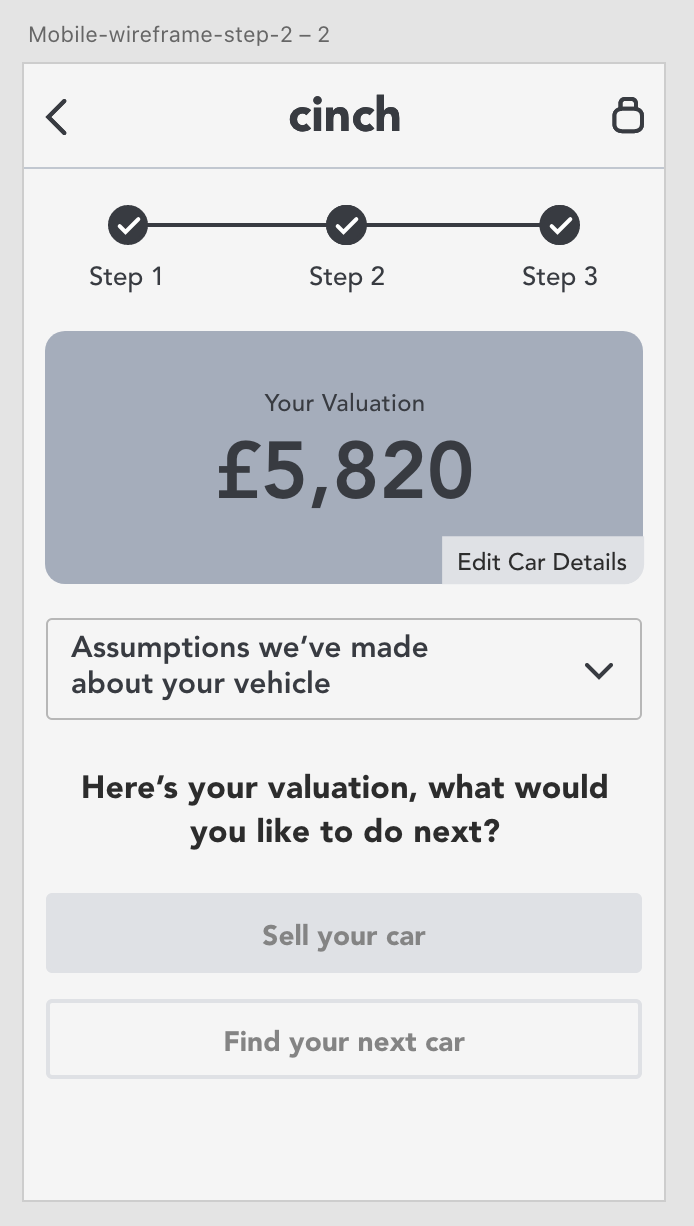 Mobile-wireframe-step-2 – 2
cinch
Step 1 Step 2 Step 3
Your Valuation
£5,820
Edit Car Details
Assumptions we’ve made
about your vehicle
Here’s your valuation, what would
you like to do next?
Sell your car
Find your next car